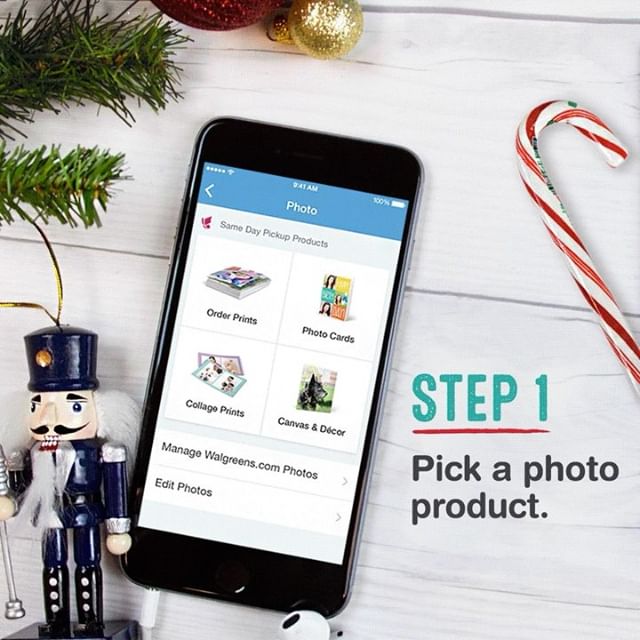 9:41 AM
100%
Photo
Same Day Pickup Products
Order Prints
Photo Cards
Collage Prints
Canvas & Décor
Manage Walgreens.com Photos
Edit Photos
STEP 1
Pick a photo
product.